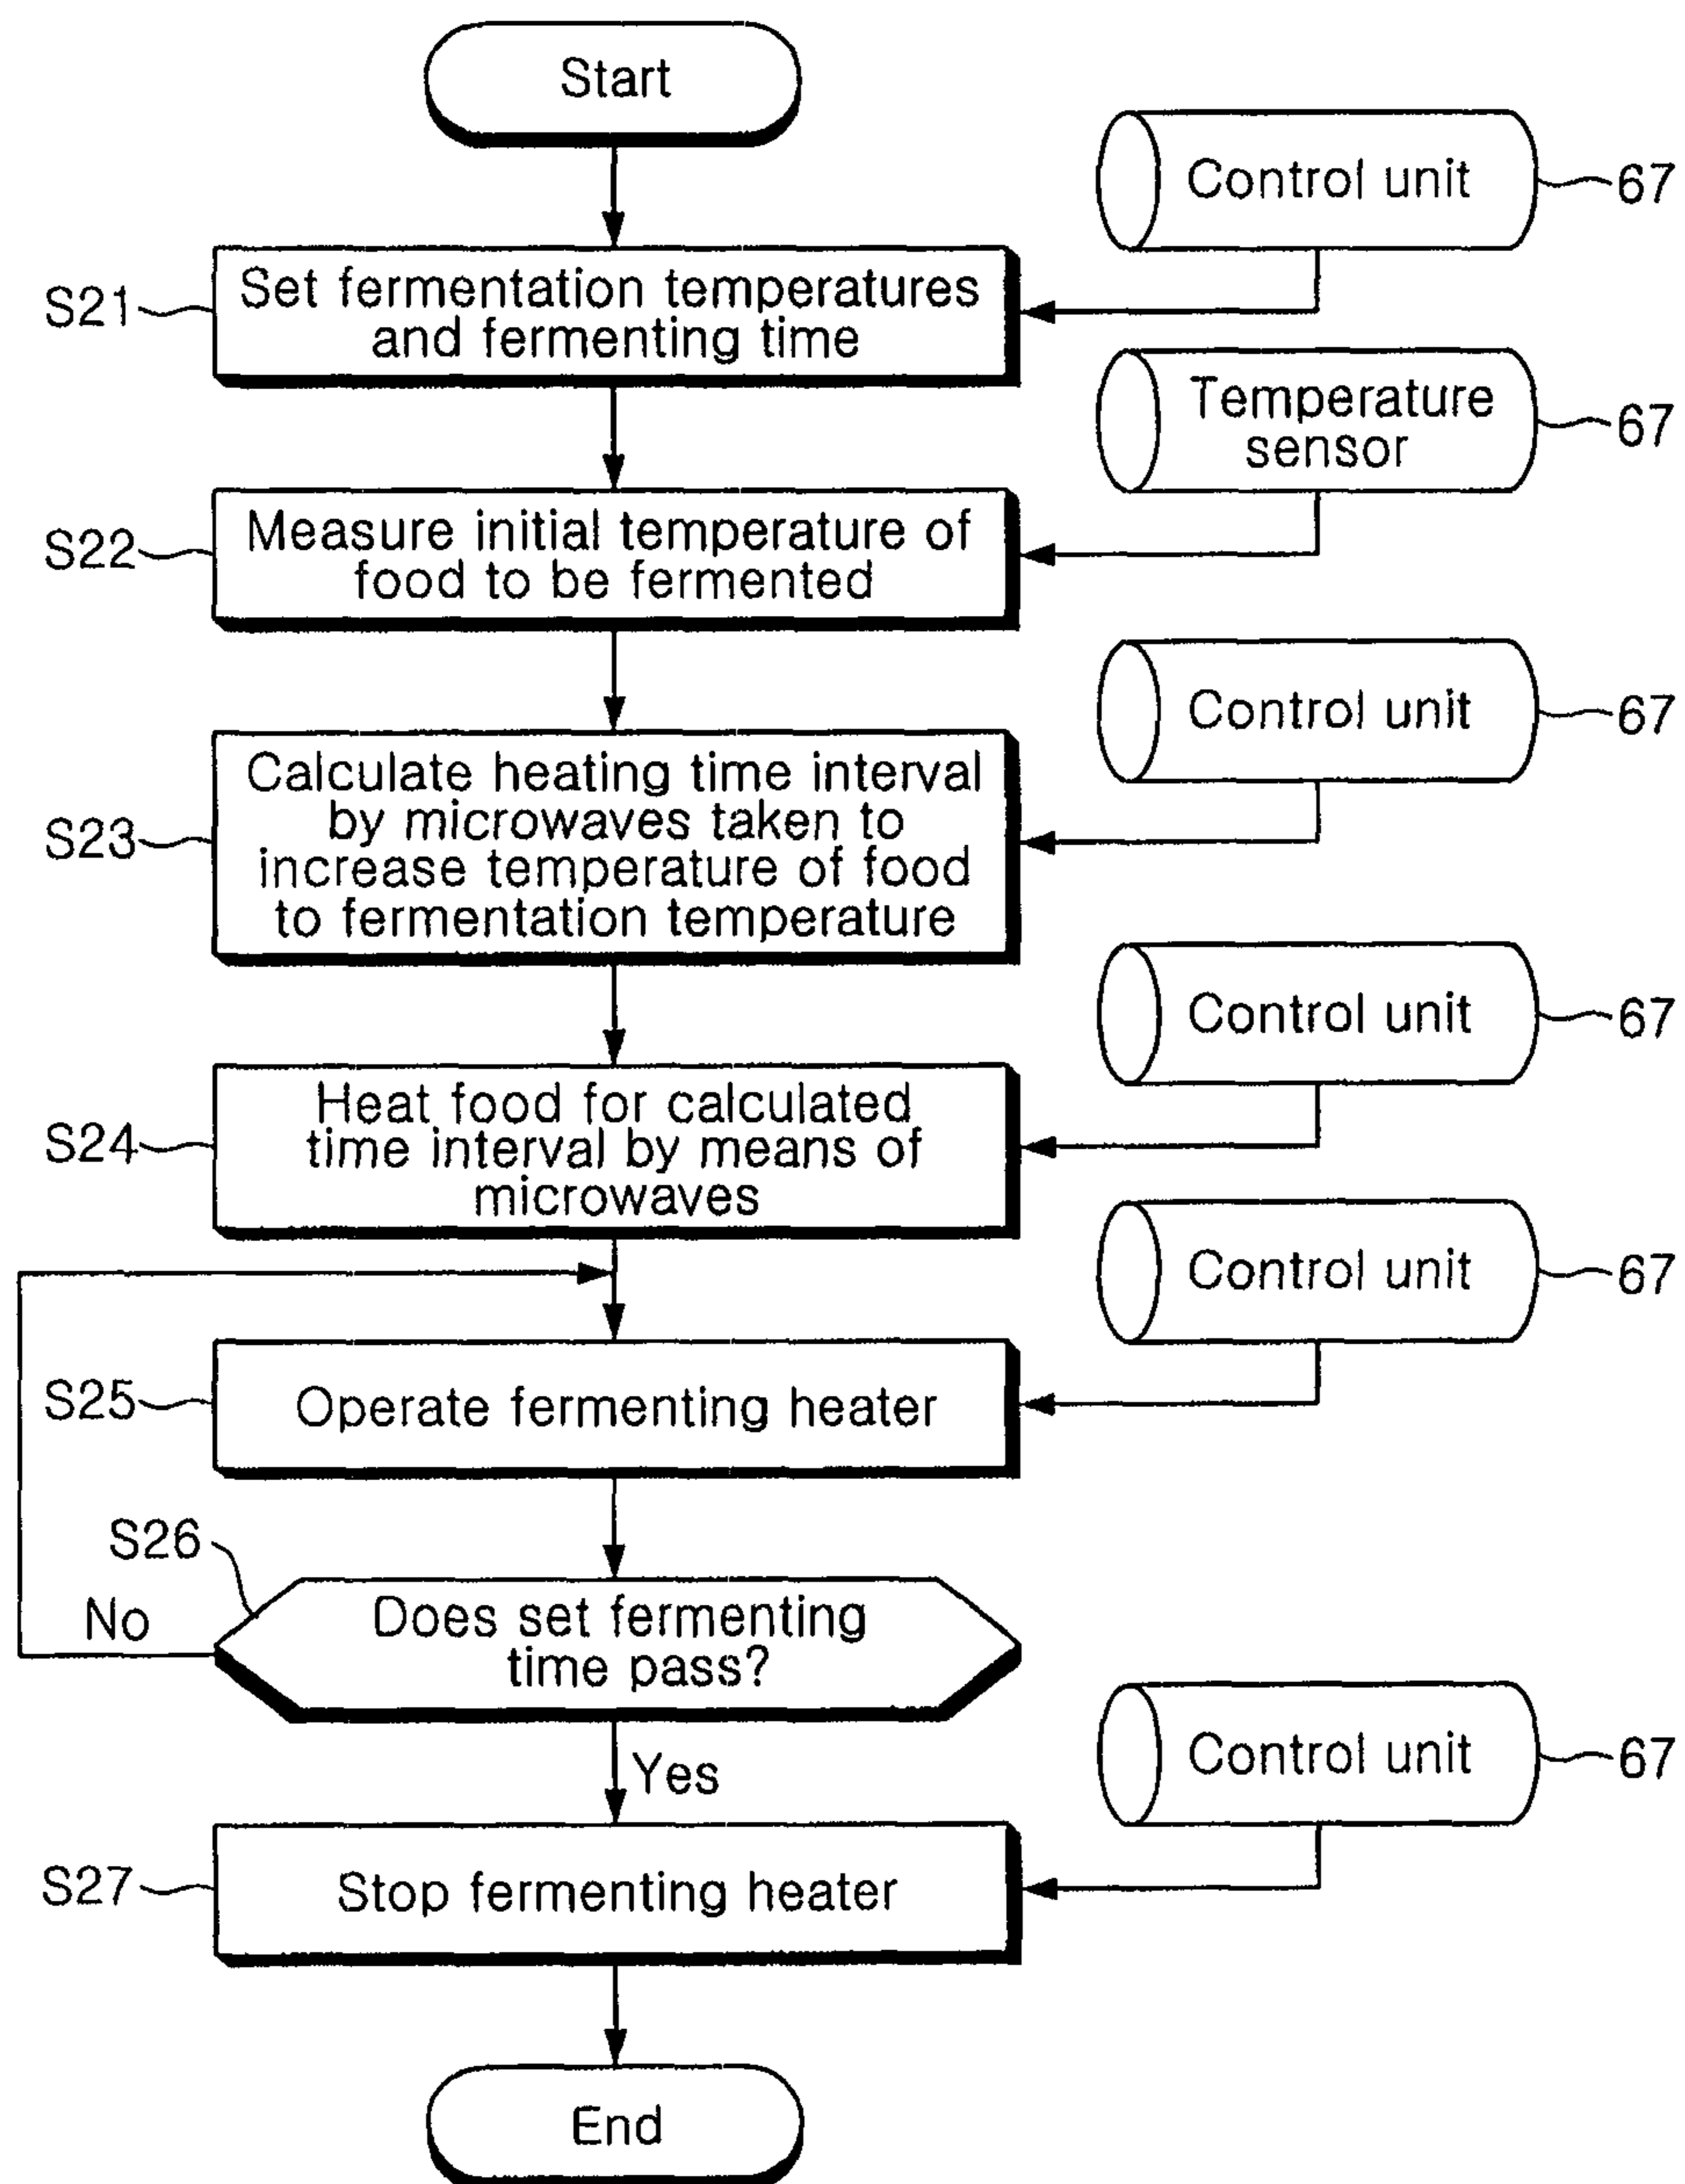 Start
Control unit
67
S21
Set fermentation temperatures
and fermenting time
Temperature
sensor
67
S22
Measure initial temperature of
food to be fermented
Control unit
67
S23
Calculate heating time interval
by microwaves taken to
increase temperature of food
to fermentation temperature
Control unit
67
S24
Heat food for calculated
time interval by means of
microwaves
Control unit
67
S25
Operate fermenting heater
S26
No
Does set fermenting
time pass?
Yes
Control unit
67
S27
Stop fermenting heater
End